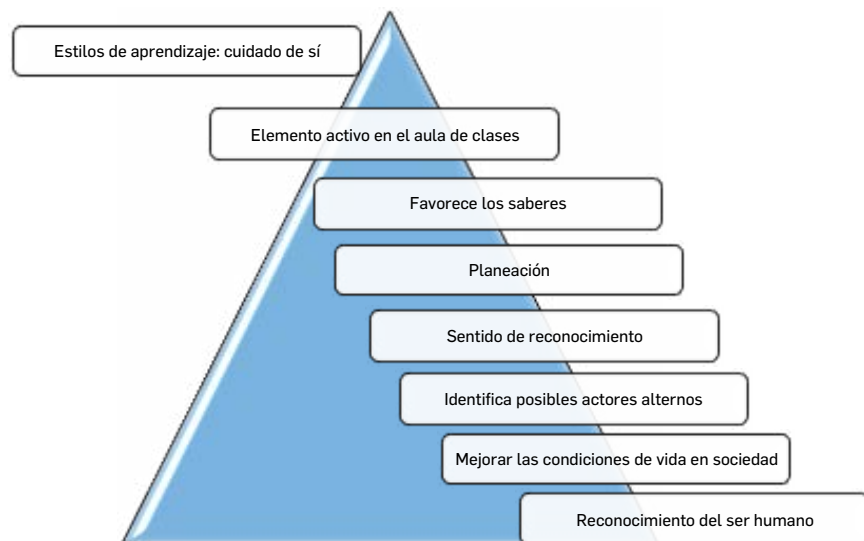 Estilos de aprendizaje: cuidado de sí
Elemento activo en el aula de clases
Favorece los saberes
Planeación
Sentido de reconocimiento
Identifica posibles actores alternos
Mejorar las condiciones de vida en sociedad
Reconocimiento del ser humano